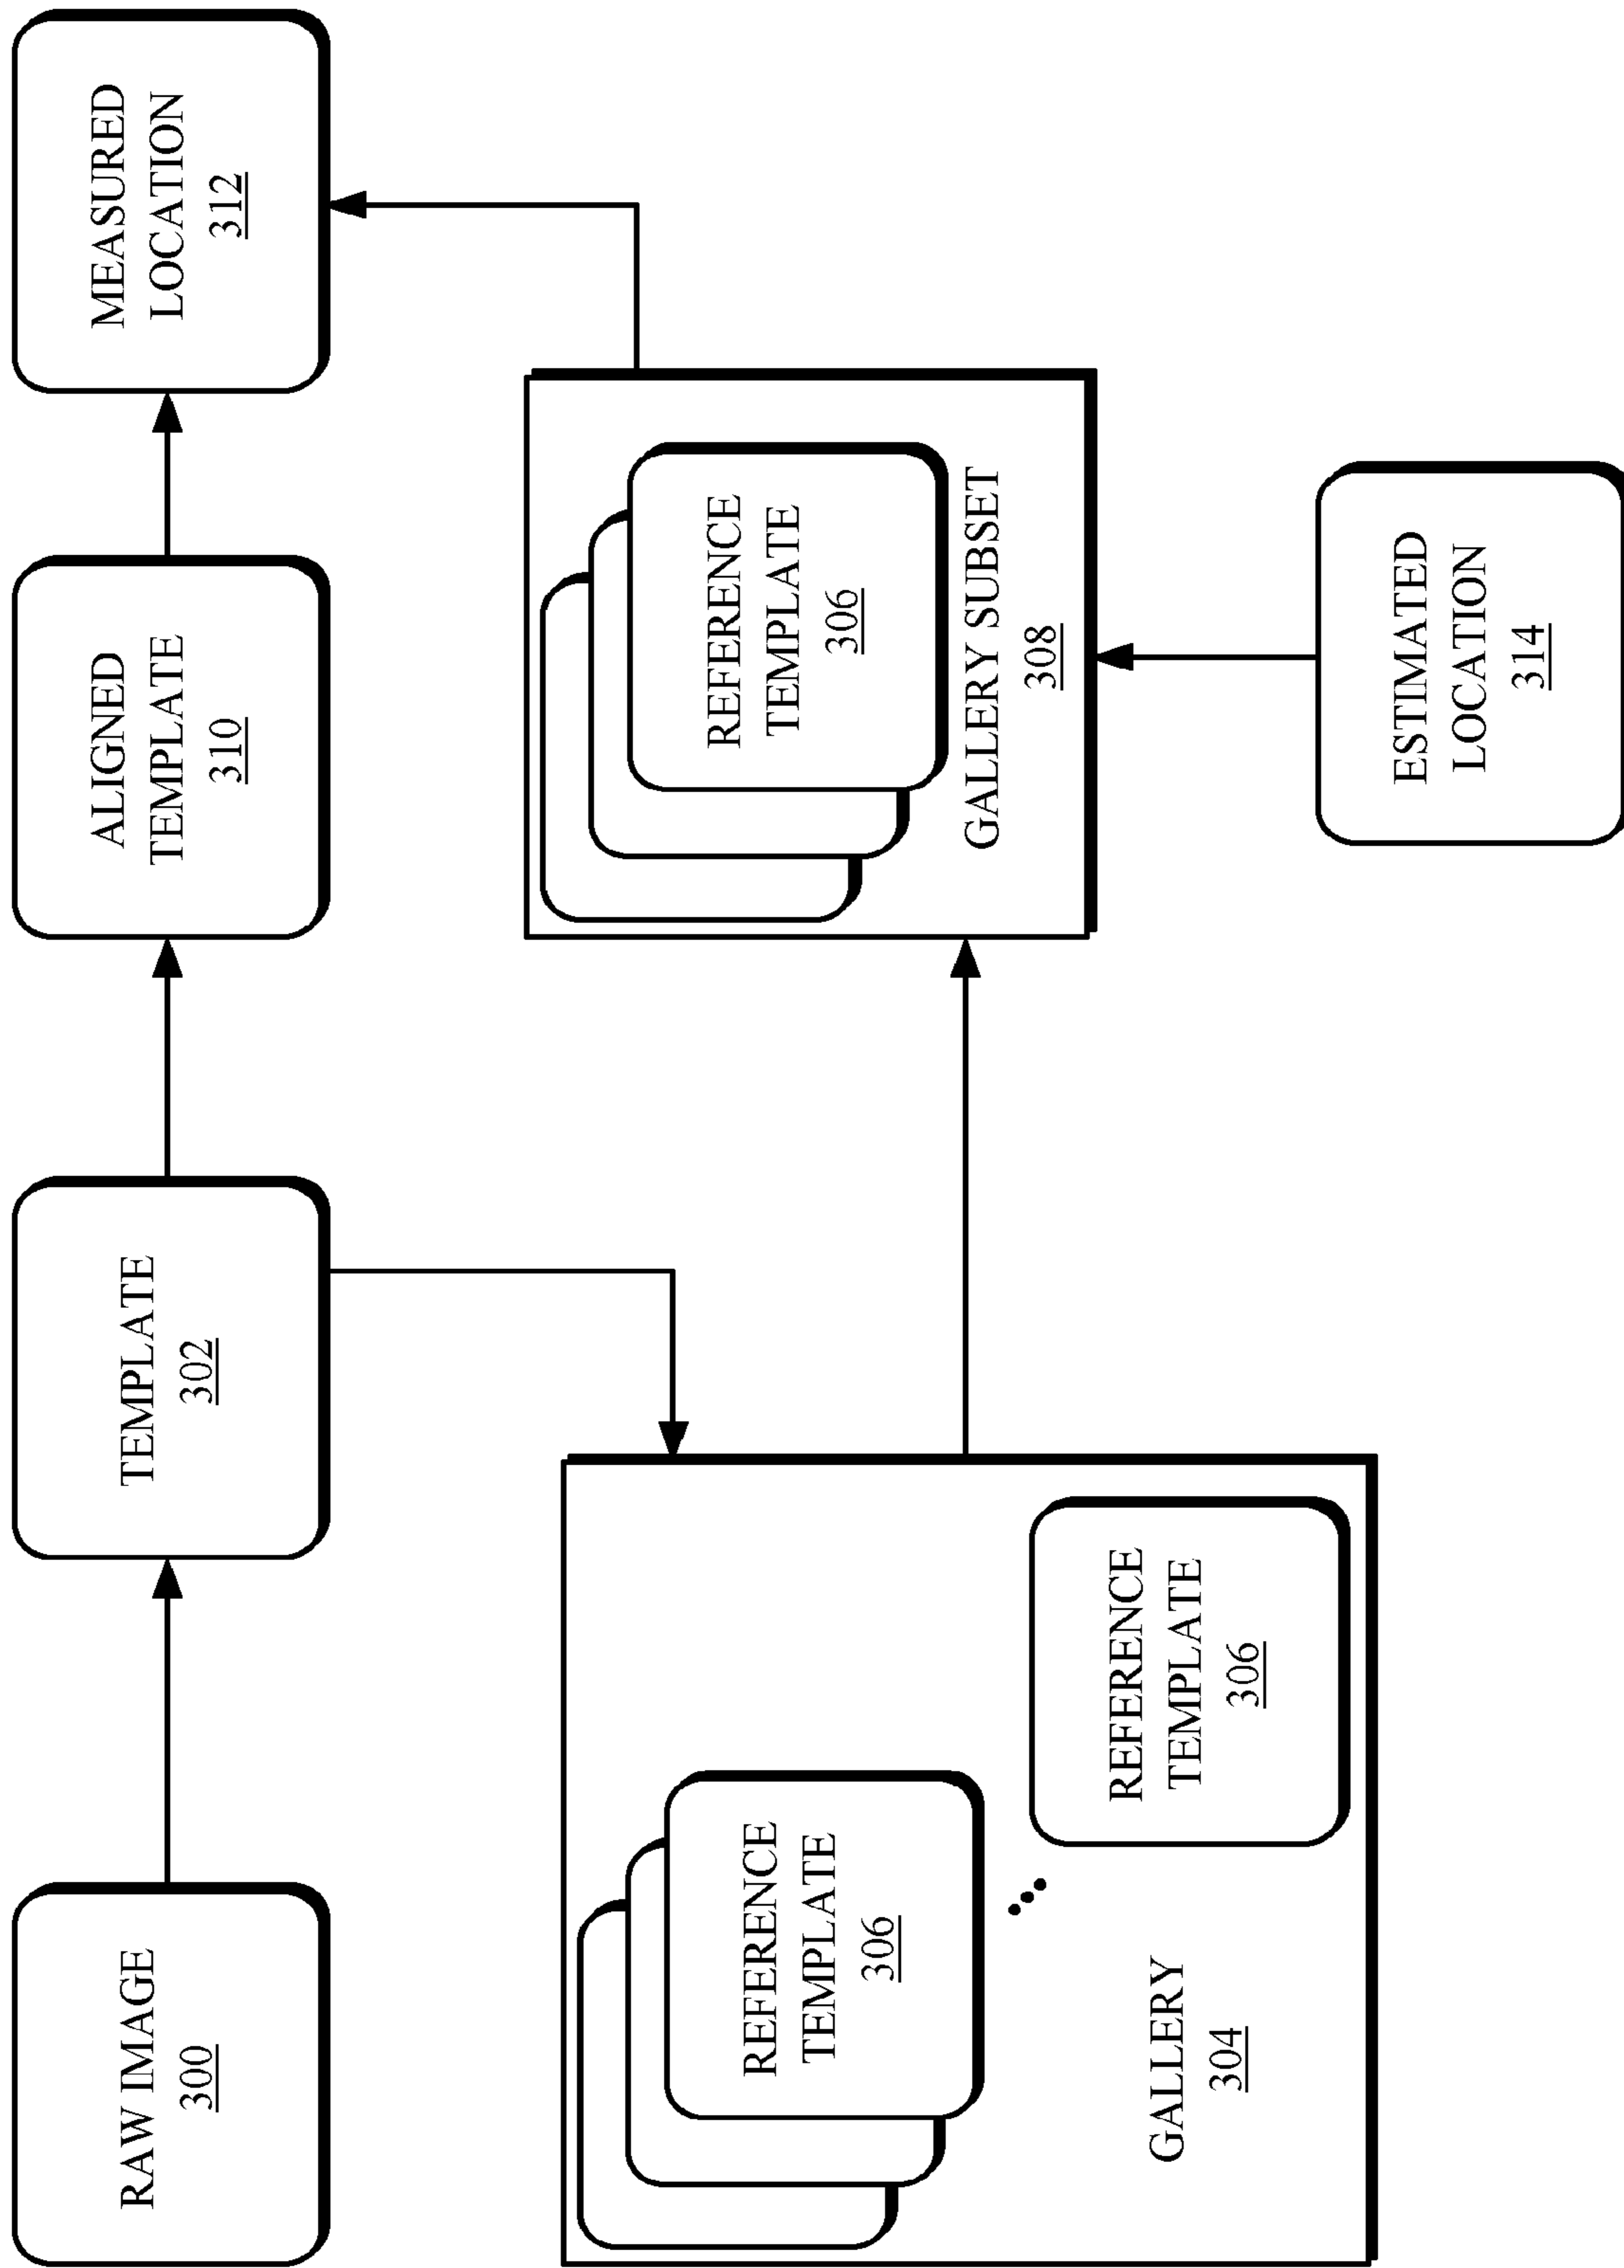 RAW IMAGE
300
TEMPLATE
302
ALIGNED
TEMPLATE
310
MEASURED
LOCATION
312
REFERENCE
TEMPLATE
306
REFERENCE
TEMPLATE
306
GALLERY
304
REFERENCE
TEMPLATE
306
GALLERY SUBSET
308
ESTIMATED
LOCATION
314